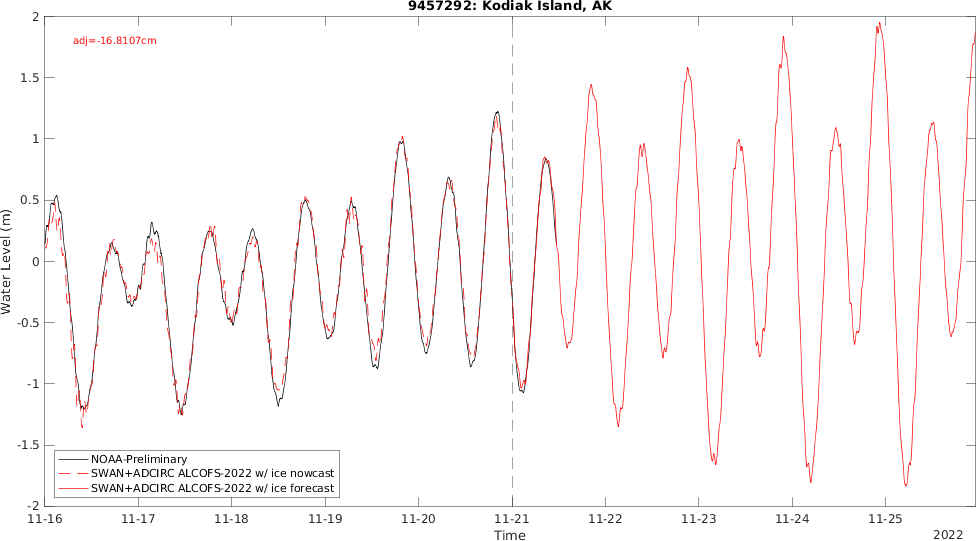 9457292: Kodiak Island, AK
adj=-16.8107cm
2
1.5
1
0.5
0
-0.5
-1
-1.5
-2
Water Level (m)
NOAA-Preliminary
SWAN+ADCIRC ALCOFS-2022 w/ ice nowcast
SWAN+ADCIRC ALCOFS-2022 w/ ice forecast
11-16 11-17 11-18 11-19 11-20 11-21 11-22 11-23 11-24 11-25
Time
2022